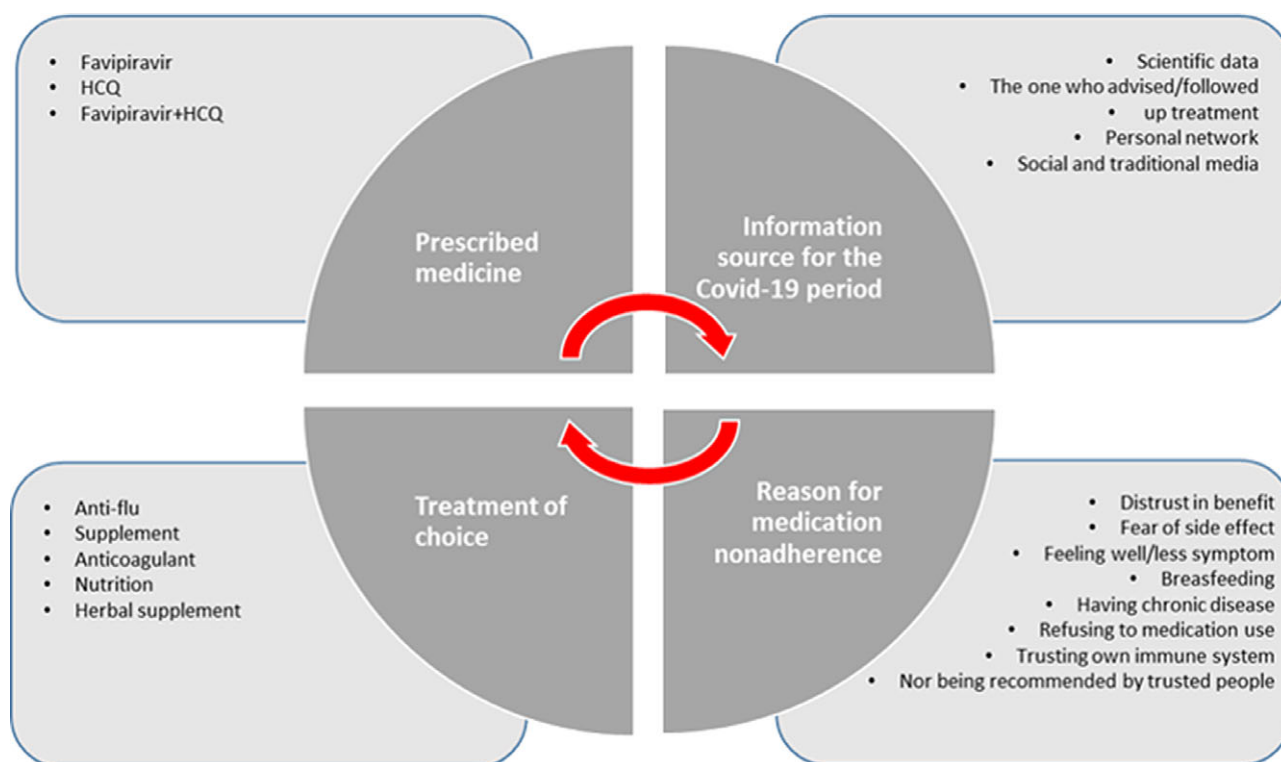 • Favipiravir
• HCQ
• Favipiravir+HCQ
Prescribed
medicine
• Scientific data
• The one who advised/followed
• up treatment
• Personal network
• Social and traditional media
Information
source for the
Covid-19 period
• Anti-flu
• Supplement
• Anticoagulant
• Nutrition
• Herbal supplement
Treatment of
choice
Reason for
medication
nonadherence
• Distrust in benefit
• Fear of side effect
• Feeling well/less symptom
• Breasfeeding
• Having chronic disease
• Refusing to medication use
• Trusting own immune system
• Nor being recommended by trusted people